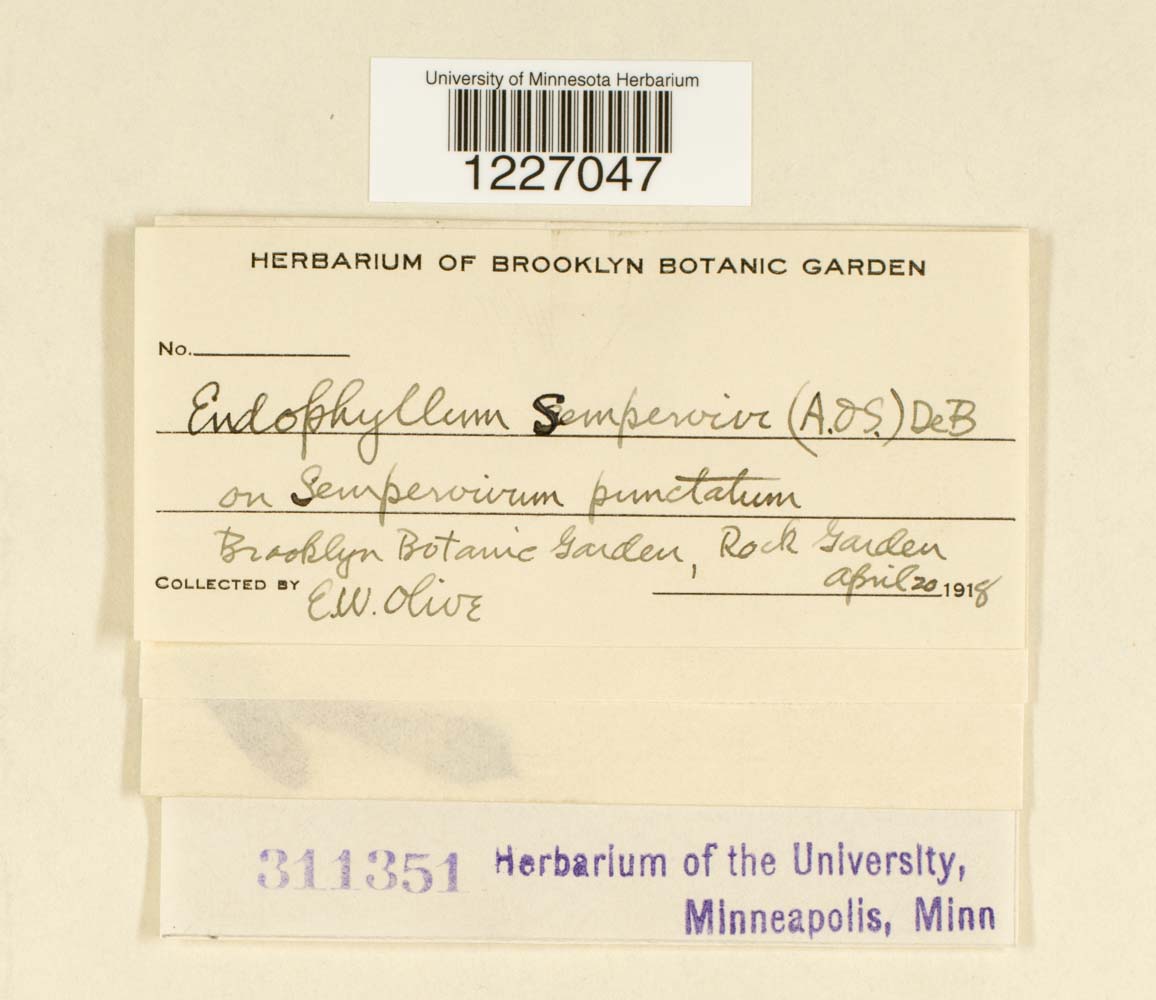 University of Minnesota Herbarium
1227047
HERBARIUM OF BROOKLYN BOTANIC GARDEN
No.
Endophyllum Sempervivi (A.&S.) DeB
on Sempervivum punctatum
Brooklyn Botanic Garden, Rock Garden
COLLECTED BY E.W. Olive April 20 1918
311351 Herbarium of the University,
Minneapolis, Minn